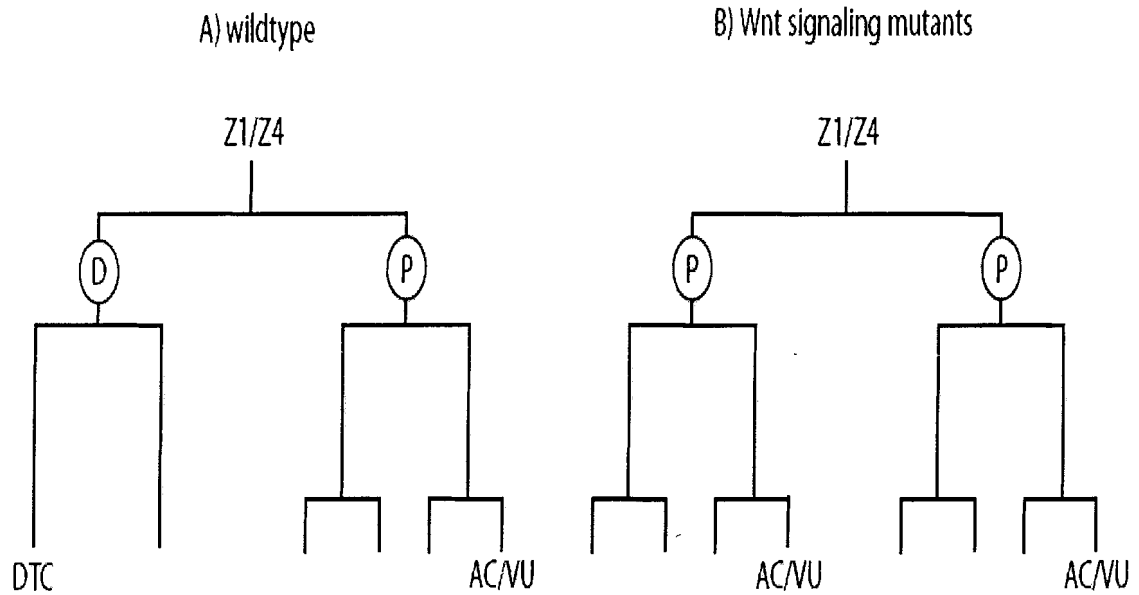 A) wildtype
B) Wnt signaling mutants
Z1/Z4
Z1/Z4
D
P
P
P
DTC
AC/VU
AC/VU
AC/VU